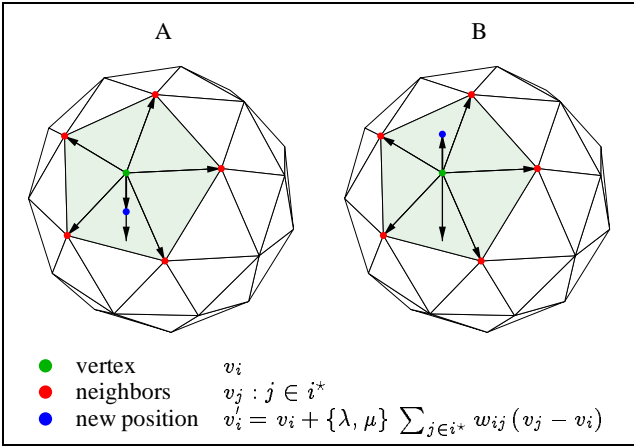 A B
vertex v_i
neighbors v_j : j ∈ i^⋆
new position v_i' = v_i + {λ, μ} ∑_{j∈i^⋆} w_{ij} (v_j − v_i)